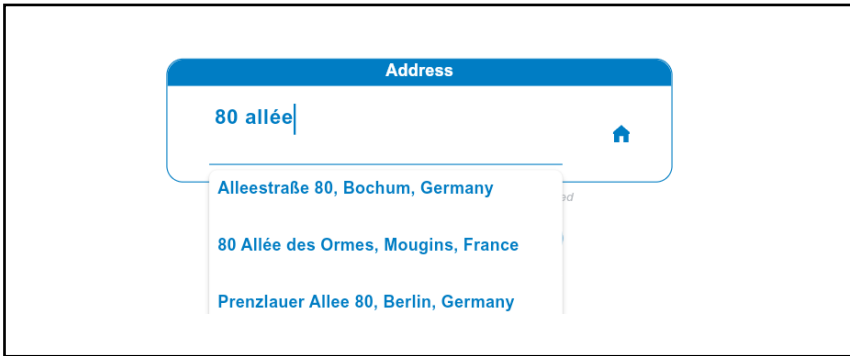 Address
80 allée
Alleestraße 80, Bochum, Germany
80 Allée des Ormes, Mougins, France
Prenzlauer Allee 80, Berlin, Germany